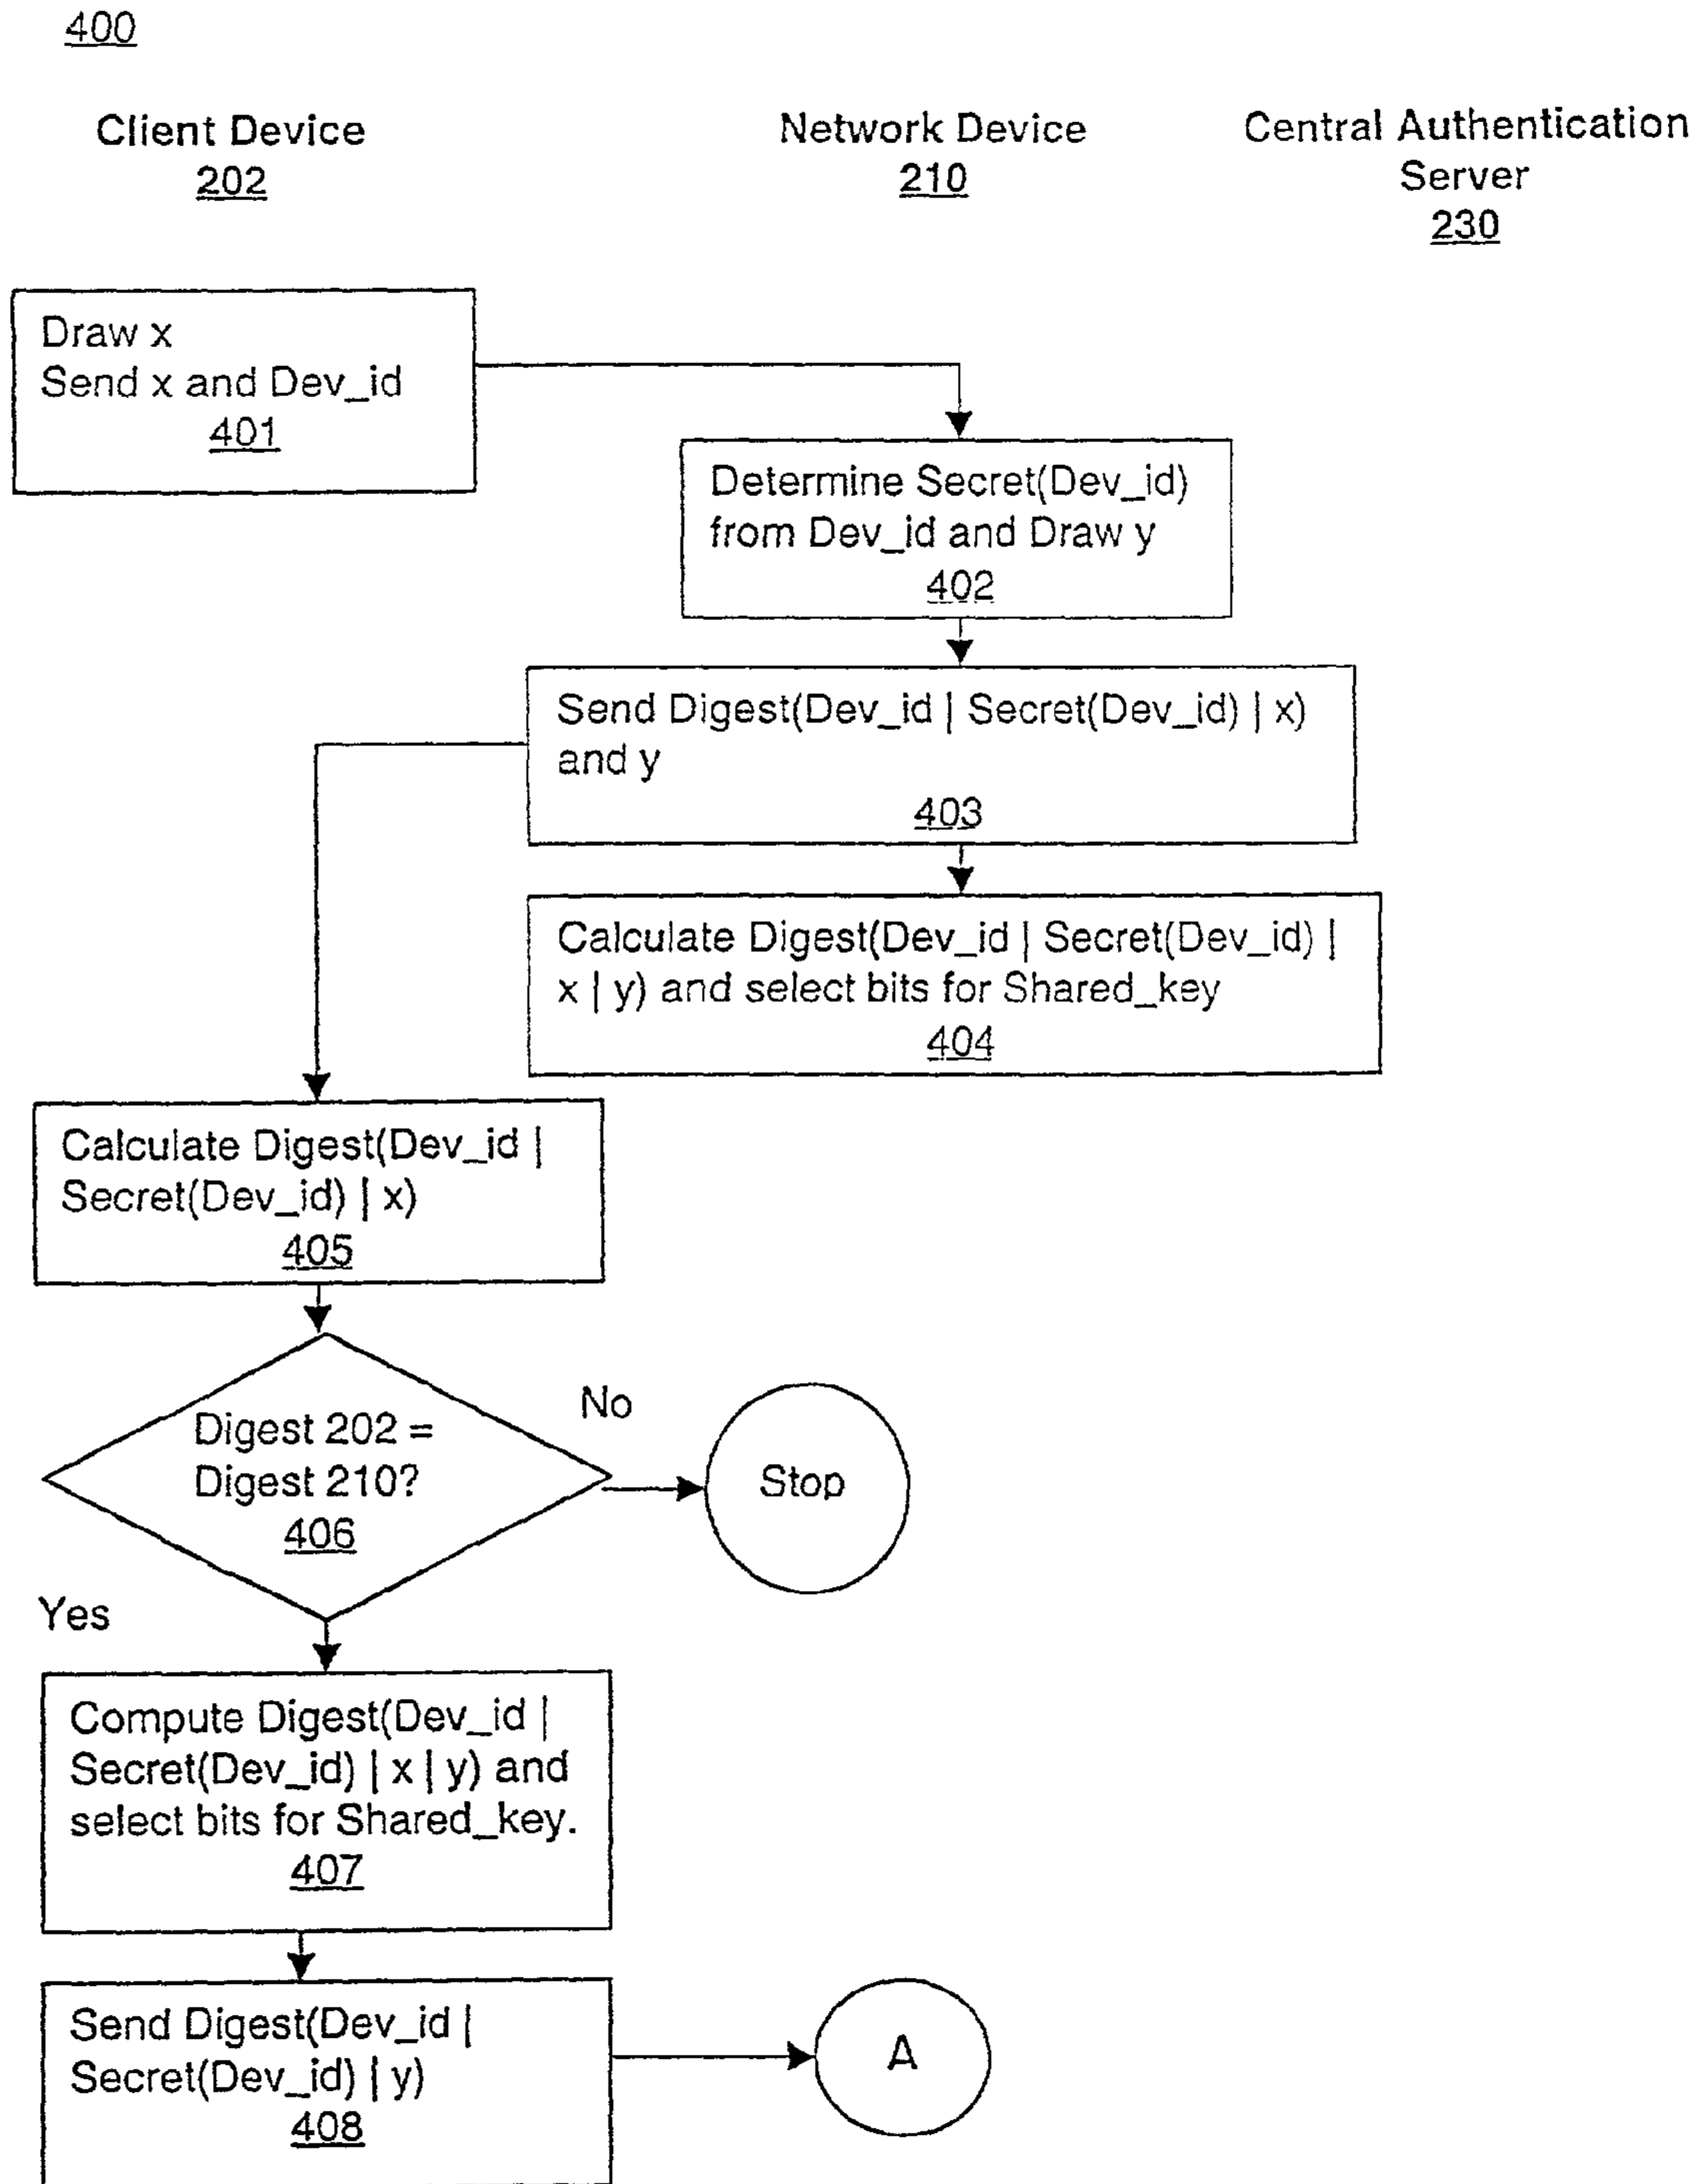 400
Client Device
202
Network Device
210
Central Authentication
Server
230
Draw x
Send x and Dev_id
401
Determine Secret(Dev_id)
from Dev_id and Draw y
402
Send Digest(Dev_id | Secret(Dev_id) | x)
and y
403
Calculate Digest(Dev_id | Secret(Dev_id) |
x | y) and select bits for Shared_key
404
Calculate Digest(Dev_id |
Secret(Dev_id) | x)
405
Digest 202 =
Digest 210?
406
No
Stop
Yes
Compute Digest(Dev_id |
Secret(Dev_id) | x | y) and
select bits for Shared_key.
407
Send Digest(Dev_id |
Secret(Dev_id) | y)
408
A